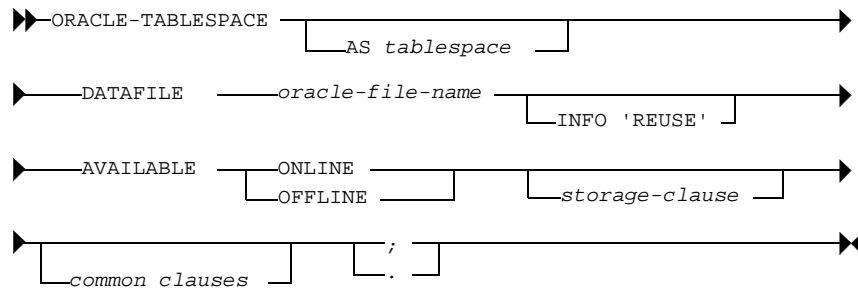 ORACLE-TABLESPACE
AS tablespace
DATAFILE oracle-file-name
INFO 'REUSE'
AVAILABLE ONLINE
OFFLINE
storage-clause
;
.
common clauses